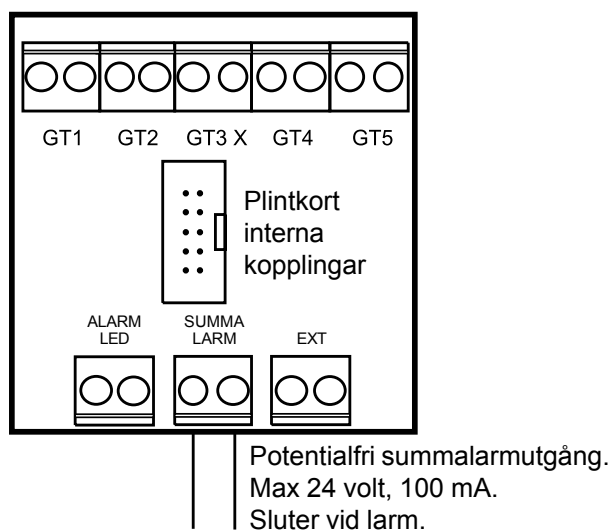 GT1 GT2 GT3 X GT4 GT5
Plintkort
interna
kopplingar
ALARM
LED
SUMMA
LARM
EXT
Potentialfri summalarmutgång.
Max 24 volt, 100 mA.
Sluter vid larm.